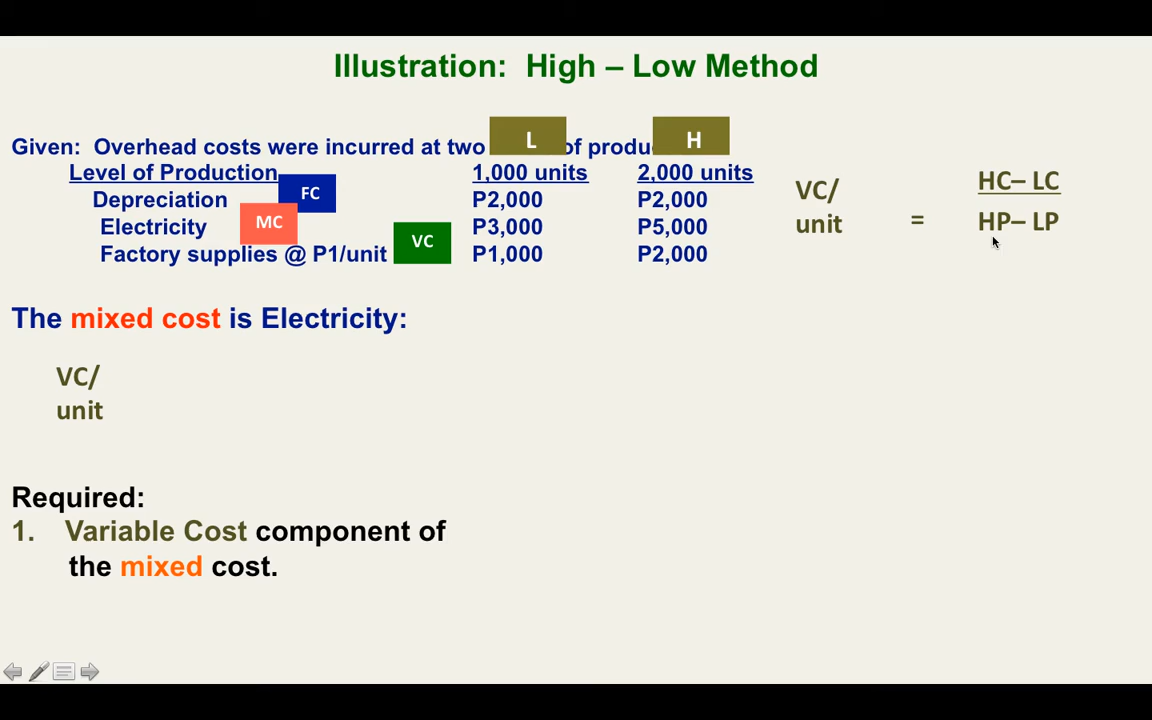 Illustration: High – Low Method
L H
Given: Overhead costs were incurred at two of
Level of Production 1,000 units 2,000 units
FC
Depreciation P2,000 P2,000
MC
Electricity P3,000 P5,000
VC
Factory supplies @ P1/unit P1,000 P2,000
VC/
unit
=
HC– LC
HP– LP
The mixed cost is Electricity:
VC/
unit
Required:
1. Variable Cost component of
the mixed cost.